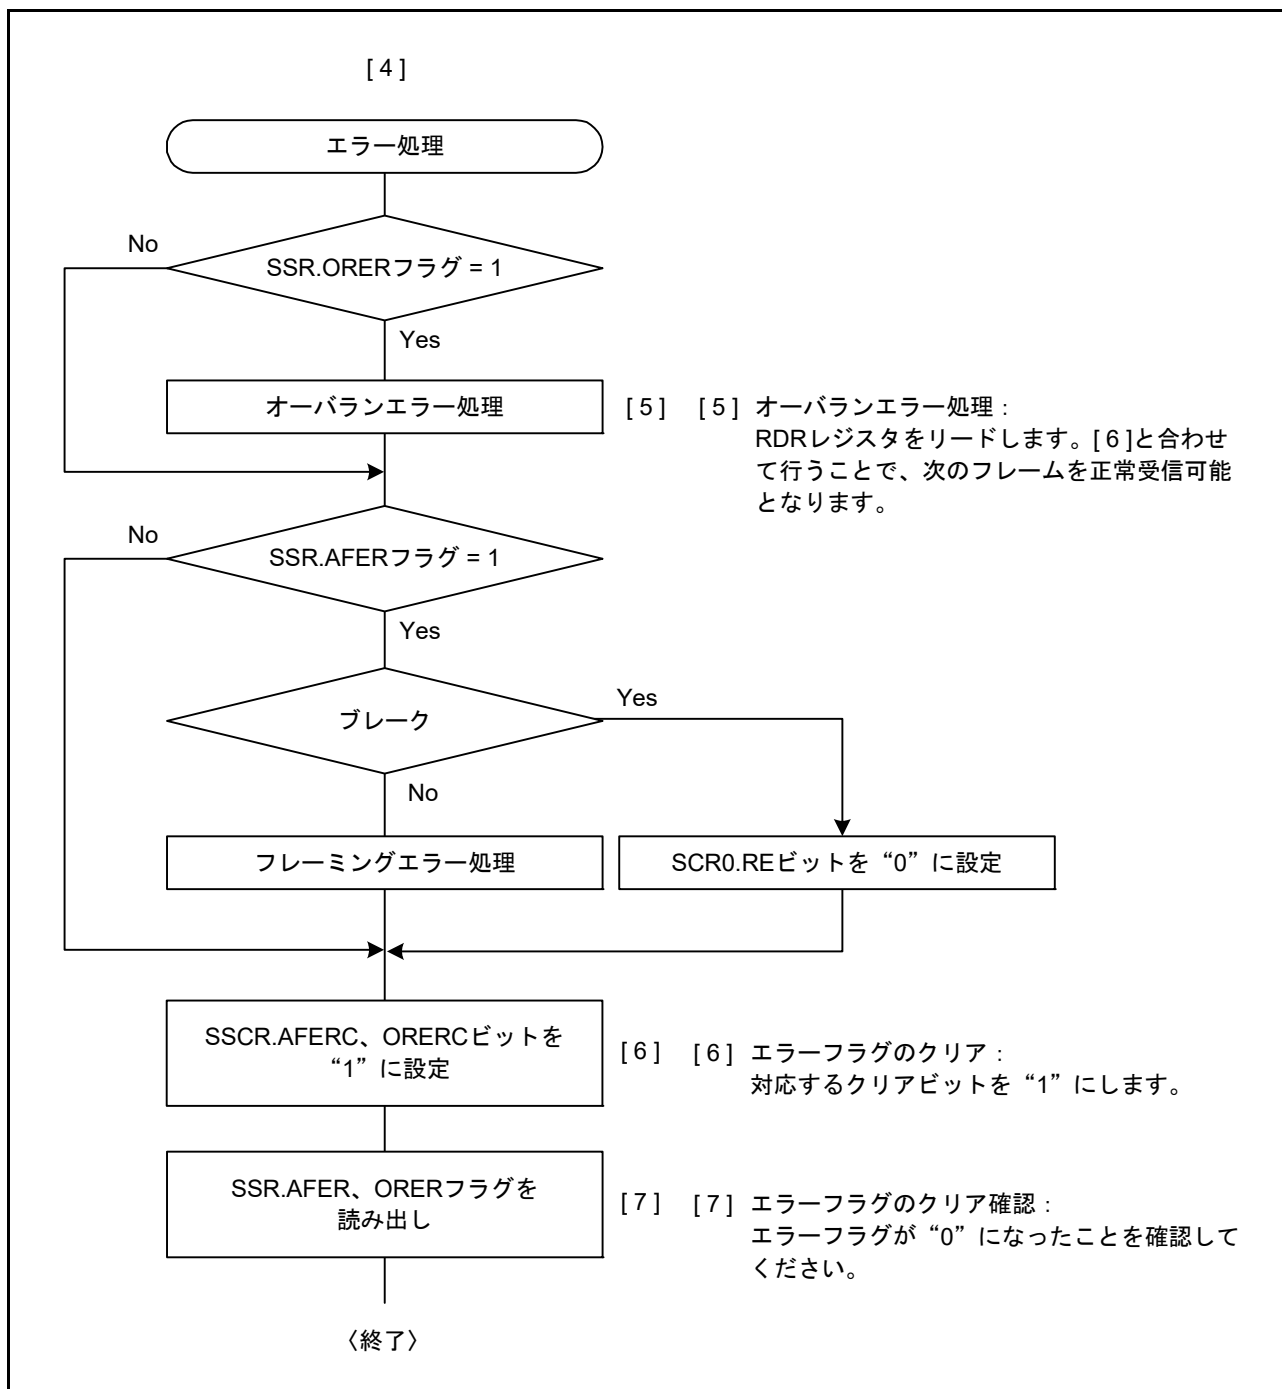 [ 4 ]
エラー処理
No
SSR.ORERフラグ = 1
Yes
オーバランエラー処理
[ 5 ]
[ 5 ] オーバランエラー処理：
RDRレジスタをリードします。[ 6 ]と合わせ
て行うことで、次のフレームを正常受信可能
となります。
No
SSR.AFERフラグ = 1
Yes
ブレーク
Yes
No
フレーミングエラー処理
SCR0.REビットを“0”に設定
SSCR.AFERC、ORERCビットを
“1”に設定
[ 6 ]
[ 6 ] エラーフラグのクリア：
対応するクリアビットを“1”にします。
SSR.AFER、ORERフラグを
読み出し
[ 7 ]
[ 7 ] エラーフラグのクリア確認：
エラーフラグが“0”になったことを確認して
ください。
〈終了〉